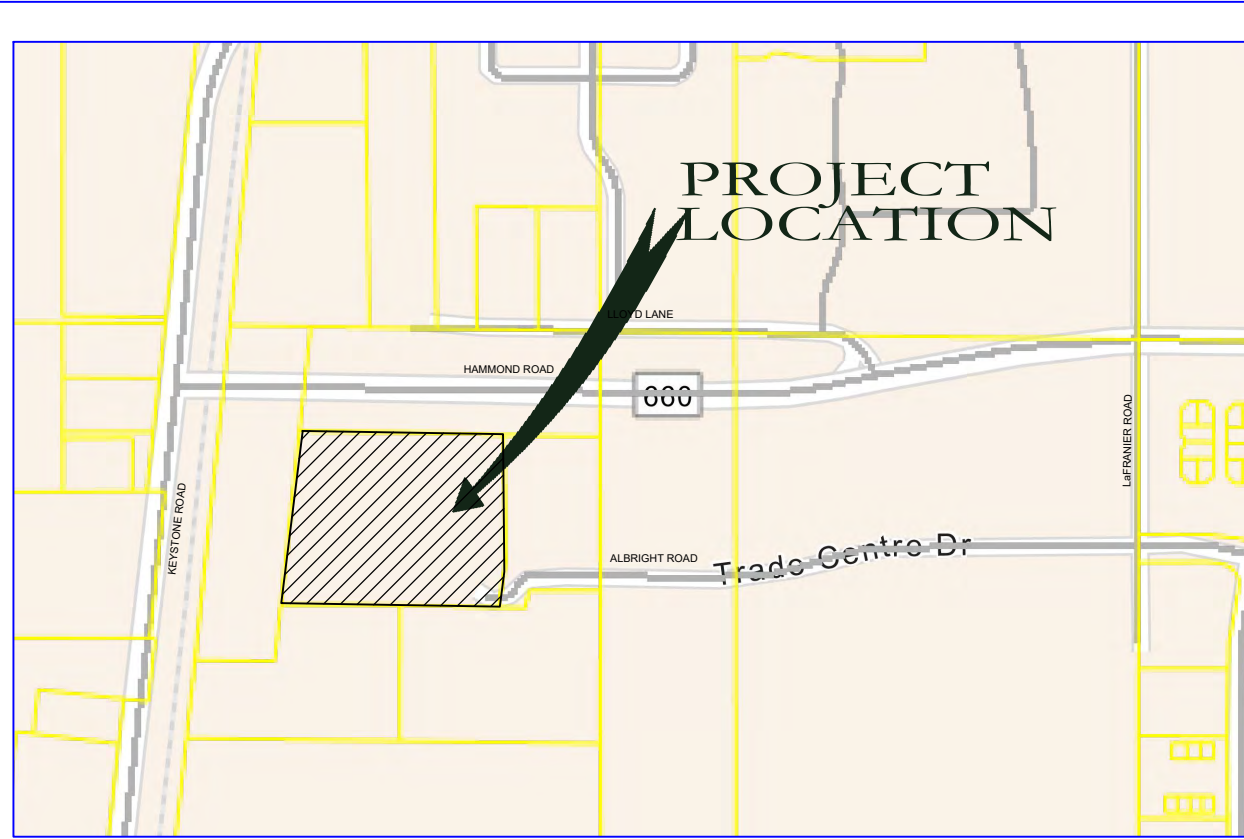 PROJECT
LOCATION
LLOYD LANE
HAMMOND ROAD
660
LaFRANIER ROAD
KEYSTONE ROAD
ALBRIGHT ROAD
Trade Centre Dr